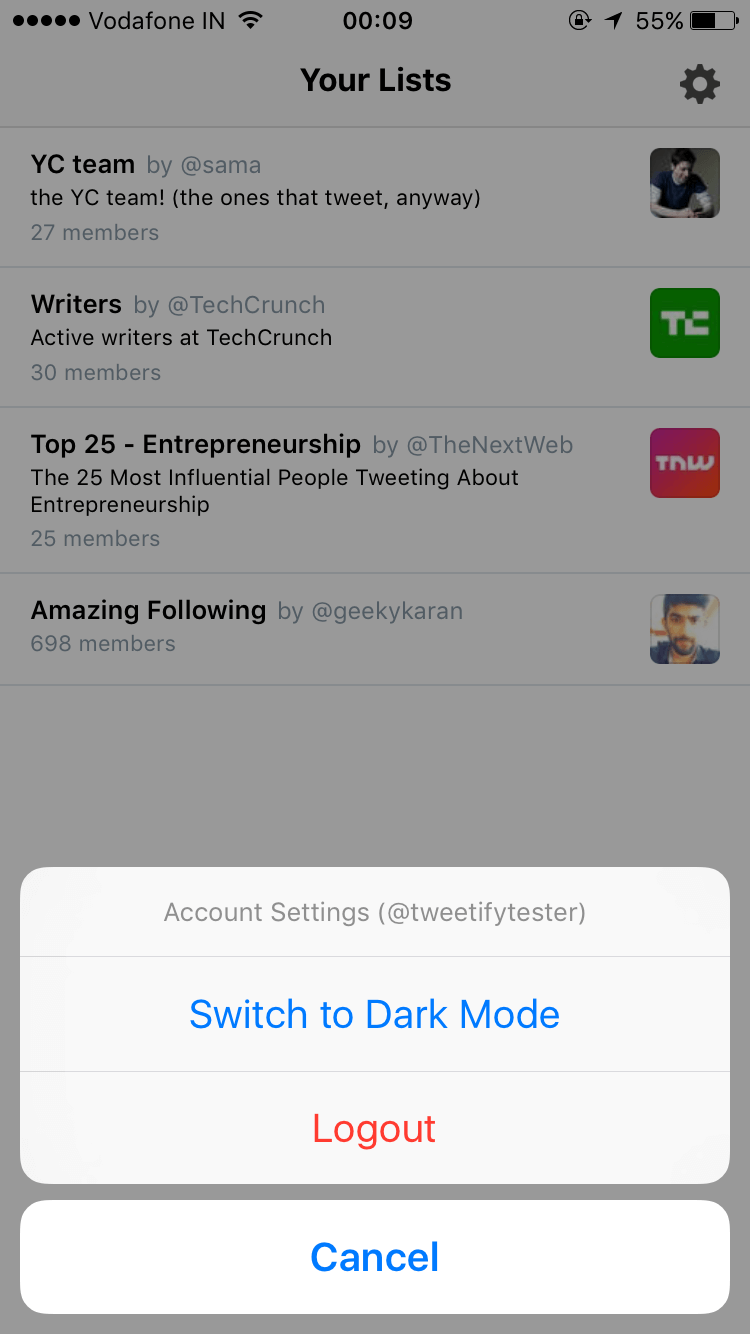 Vodafone IN 00:09 55%
Your Lists
YC team by @sama
the YC team! (the ones that tweet, anyway)
27 members
Writers by @TechCrunch
Active writers at TechCrunch
TC
30 members
Top 25 - Entrepreneurship by @TheNextWeb
The 25 Most Influential People Tweeting About
Entrepreneurship
TNW
25 members
Amazing Following by @geekykaran
698 members
Account Settings (@tweetifytester)
Switch to Dark Mode
Logout
Cancel